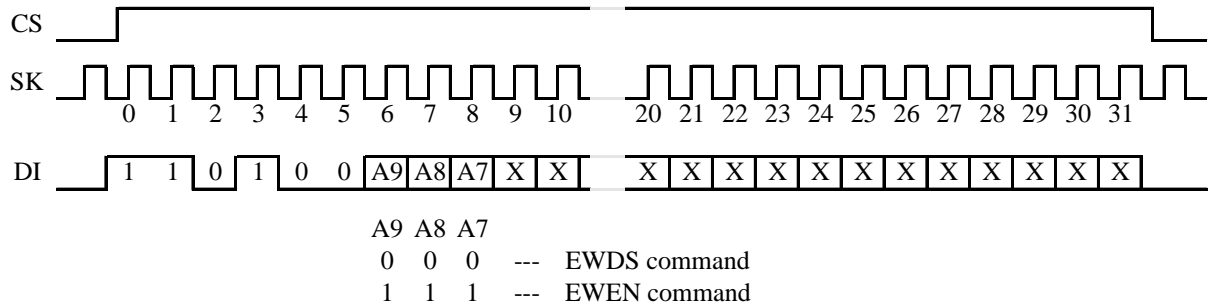 CS
SK
0 1 2 3 4 5 6 7 8 9 10 20 21 22 23 24 25 26 27 28 29 30 31
DI 1 1 0 1 0 0 A9 A8 A7 X X X X X X X X X X X X X X
A9 A8 A7
0 0 0 --- EWDS command
1 1 1 --- EWEN command